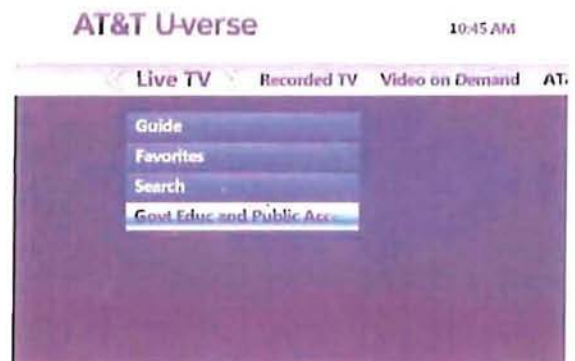 AT&T U-verse 10:45 AM
Live TV Recorded TV Video on Demand AT
Guide
Favorites
Search
Govt Educ and Public Acc...